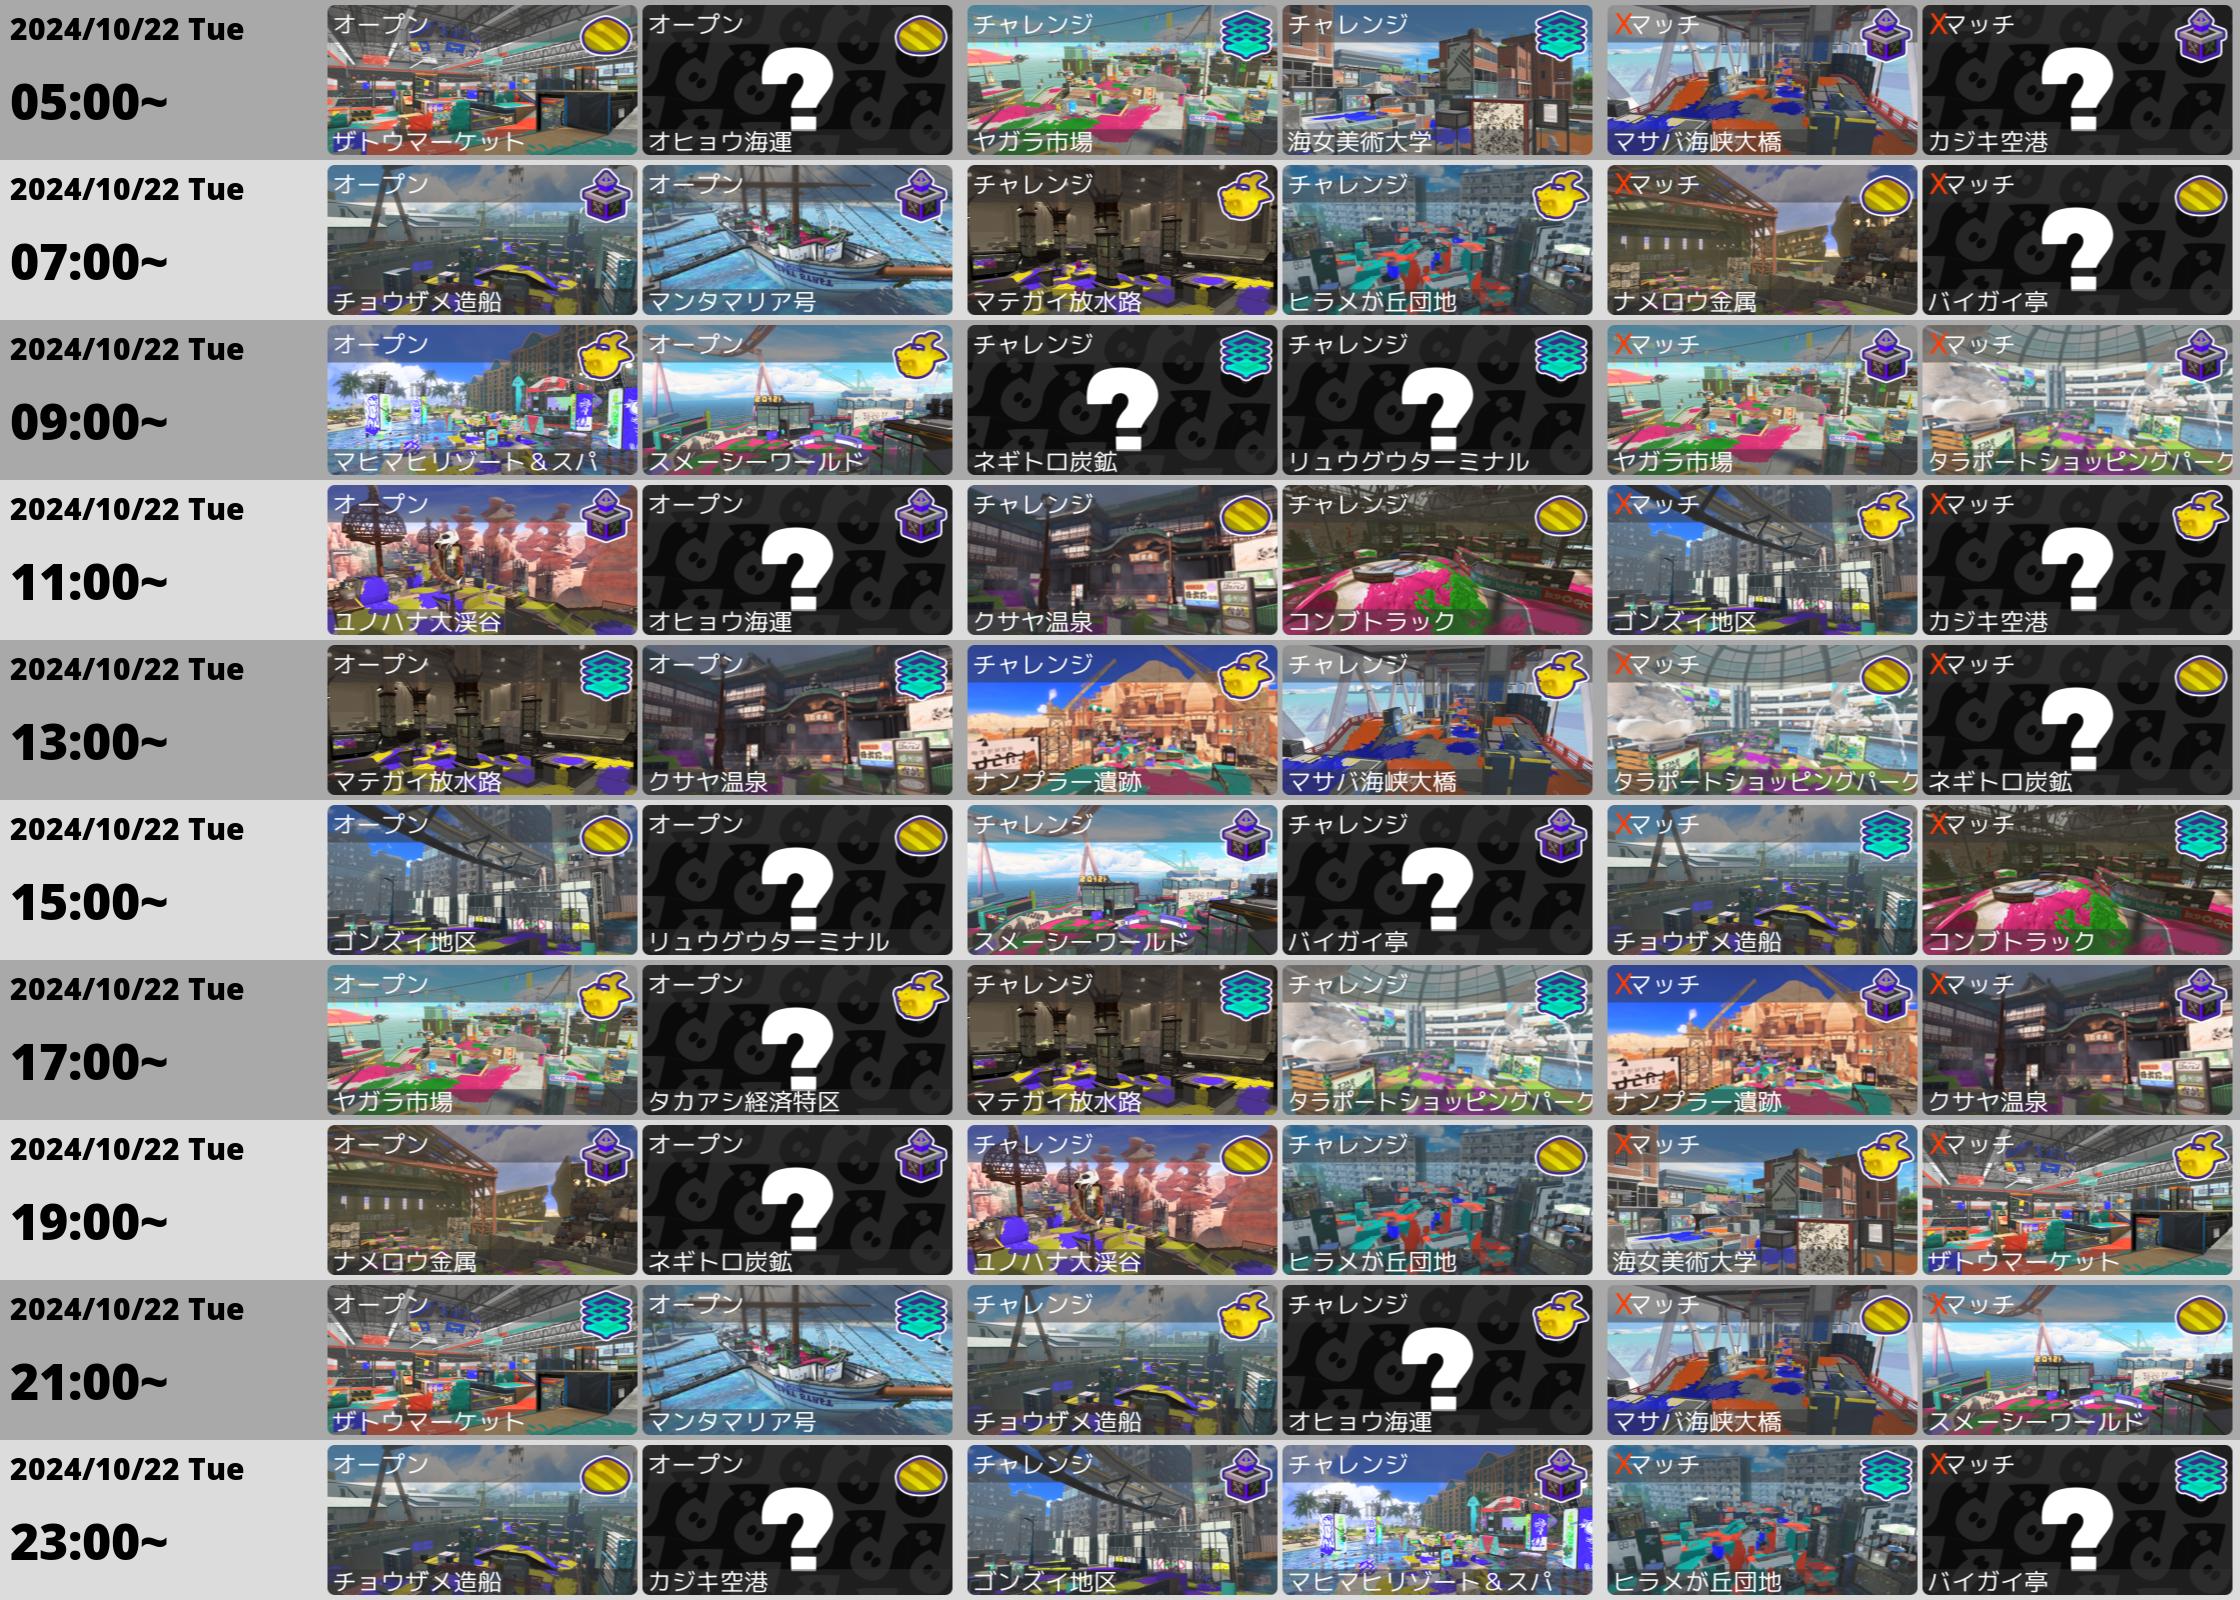 2024/10/22 Tue
05:00~
オープン
ザトウマーケット
オープン
?
オヒョウ海運
チャレンジ
ヤガラ市場
チャレンジ
海女美術大学
Xマッチ
マサバ海峡大橋
Xマッチ
?
カジキ空港
2024/10/22 Tue
07:00~
オープン
チョウザメ造船
オープン
マンタマリア号
チャレンジ
マテガイ放水路
チャレンジ
ヒラメが丘団地
Xマッチ
ナメロウ金属
Xマッチ
?
バイガイ亭
2024/10/22 Tue
09:00~
オープン
マヒマヒリゾート＆スパ
オープン
スメーシーワールド
チャレンジ
?
ネギトロ炭鉱
チャレンジ
?
リュウグウターミナル
Xマッチ
ヤガラ市場
Xマッチ
タラポートショッピングパーク
2024/10/22 Tue
11:00~
オープン
ユノハナ大渓谷
オープン
?
オヒョウ海運
チャレンジ
クサヤ温泉
チャレンジ
コンブトラック
Xマッチ
ゴンズイ地区
Xマッチ
?
カジキ空港
2024/10/22 Tue
13:00~
オープン
マテガイ放水路
オープン
クサヤ温泉
チャレンジ
ナンプラー遺跡
チャレンジ
マサバ海峡大橋
Xマッチ
タラポートショッピングパーク
Xマッチ
?
ネギトロ炭鉱
2024/10/22 Tue
15:00~
オープン
ゴンズイ地区
オープン
?
リュウグウターミナル
チャレンジ
スメーシーワールド
チャレンジ
?
バイガイ亭
Xマッチ
チョウザメ造船
Xマッチ
コンブトラック
2024/10/22 Tue
17:00~
オープン
ヤガラ市場
オープン
?
タカアシ経済特区
チャレンジ
マテガイ放水路
チャレンジ
タラポートショッピングパーク
Xマッチ
ナンプラー遺跡
Xマッチ
クサヤ温泉
2024/10/22 Tue
19:00~
オープン
ナメロウ金属
オープン
?
ネギトロ炭鉱
チャレンジ
ユノハナ大渓谷
チャレンジ
ヒラメが丘団地
Xマッチ
海女美術大学
Xマッチ
ザトウマーケット
2024/10/22 Tue
21:00~
オープン
ザトウマーケット
オープン
マンタマリア号
チャレンジ
チョウザメ造船
チャレンジ
?
オヒョウ海運
Xマッチ
マサバ海峡大橋
Xマッチ
スメーシーワールド
2024/10/22 Tue
23:00~
オープン
チョウザメ造船
オープン
?
カジキ空港
チャレンジ
ゴンズイ地区
チャレンジ
マヒマヒリゾート＆スパ
Xマッチ
ヒラメが丘団地
Xマッチ
?
バイガイ亭